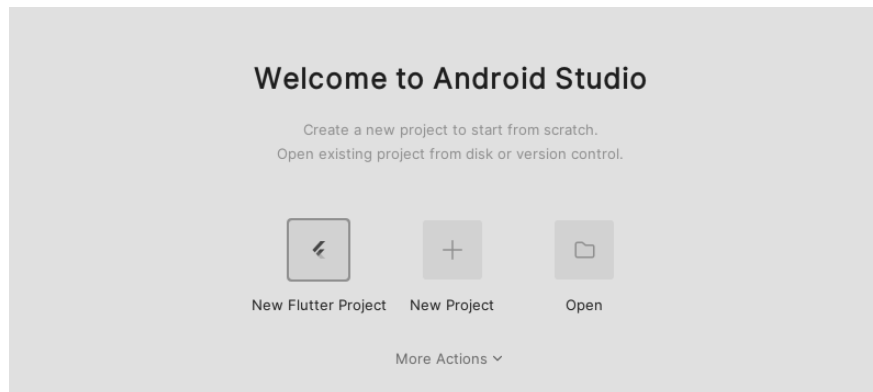 Welcome to Android Studio
Create a new project to start from scratch.
Open existing project from disk or version control.
New Flutter Project
New Project
Open
More Actions